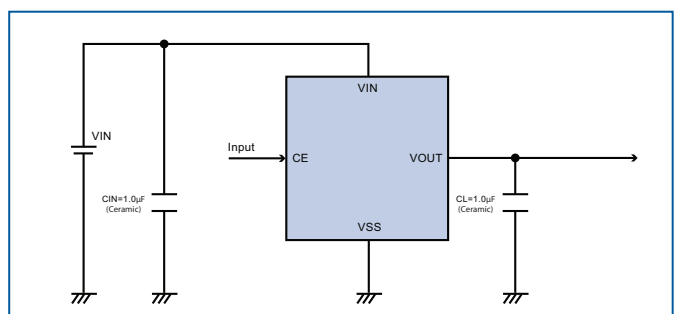 VIN
VIN
Input
CE
VOUT
CIN=1.0µF
(Ceramic)
CL=1.0µF
(Ceramic)
VSS